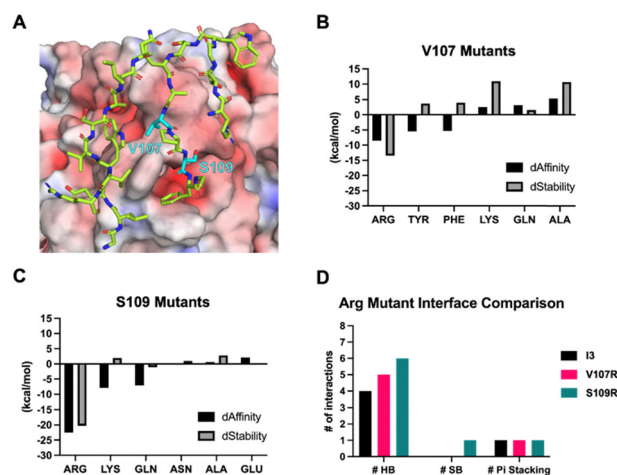 A
V107
S109
B
V107 Mutants
(kcal/mol)
15
10
5
0
-5
-10
-15
-20
-25
-30
dAffinity
dStability
ARG TYR PHE LYS GLN ALA
C
S109 Mutants
(kcal/mol)
15
10
5
0
-5
-10
-15
-20
-25
-30
dAffinity
dStability
ARG LYS GLN ASN ALA GLU
D
Arg Mutant Interface Comparison
# of interactions
8
7
6
5
4
3
2
1
0
I3
V107R
S109R
# HB # SB # Pi Stacking